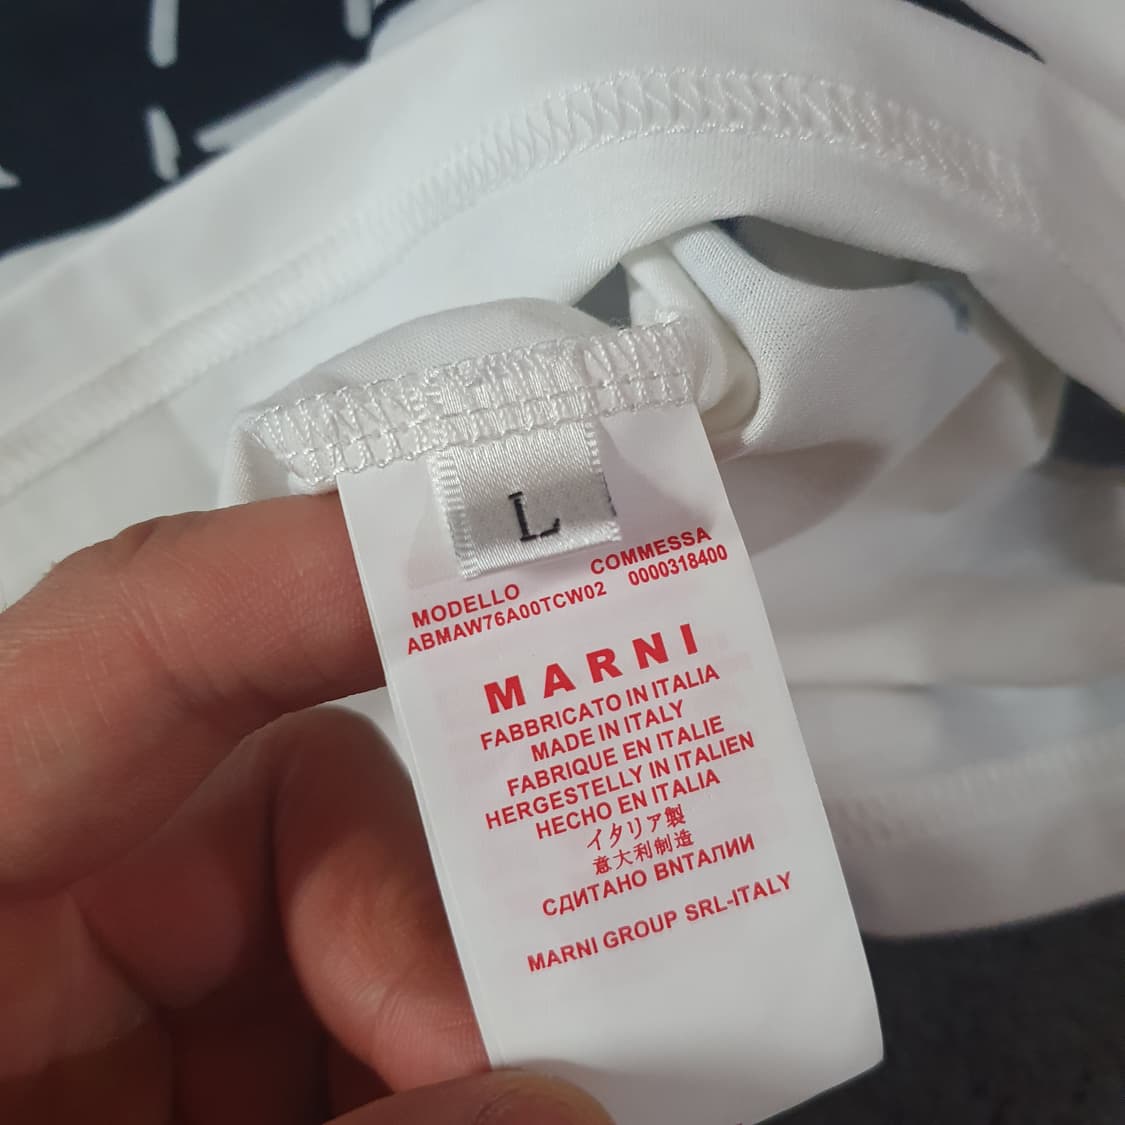 L
MODELLO COMMESSA
ABMAW76A00TCW02 0000318400
MARNI
FABBRICATO IN ITALIA
MADE IN ITALY
FABRIQUE EN ITALIE
HERGESTELLY IN ITALIEN
HECHO EN ITALIA
イタリア製
意大利制造
СДИТАНО ВNТАЛИИ
MARNI GROUP SRL-ITALY